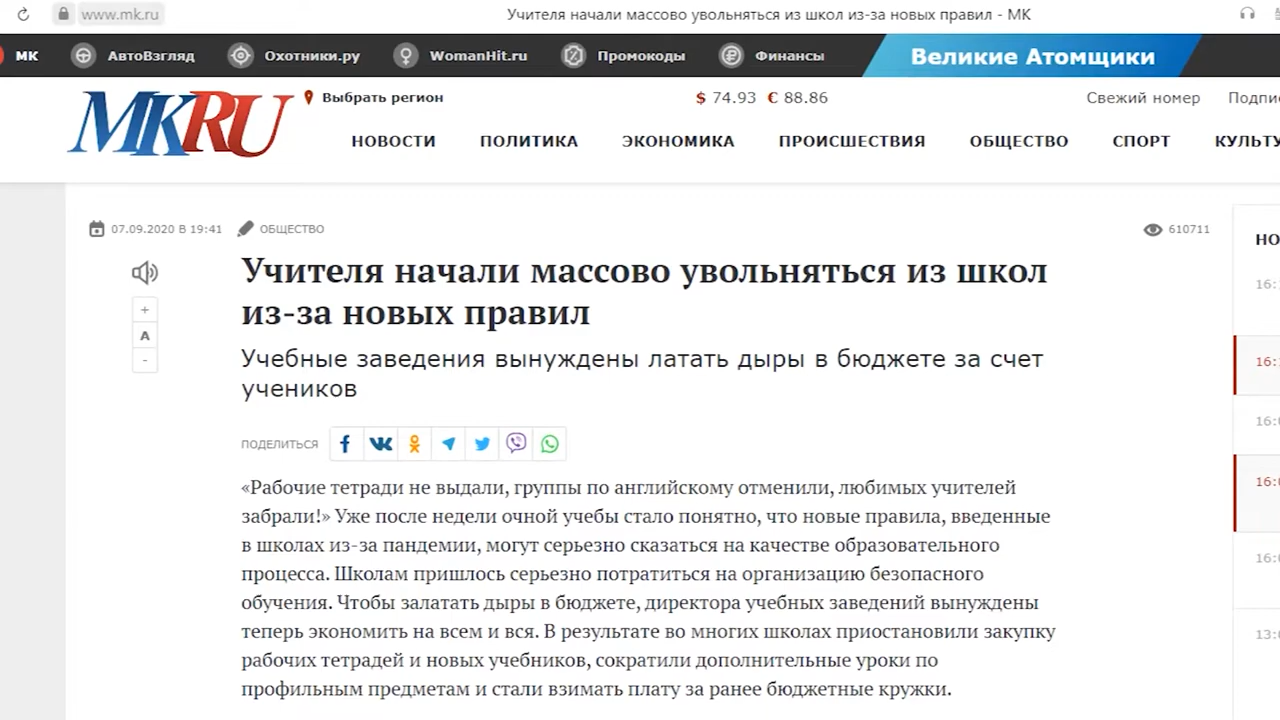 www.mk.ru
Учителя начали массово увольняться из школ из-за новых правил - МК
МК АвтоВзгляд Охотники.ру WomanHit.ru Промокоды Финансы Великие Атомщики
MKRU
Выбрать регион $ 74.93 € 88.86 Свежий номер
НОВОСТИ ПОЛИТИКА ЭКОНОМИКА ПРОИСШЕСТВИЯ ОБЩЕСТВО СПОРТ
07.09.2020 В 19:41 ОБЩЕСТВО 610711
Учителя начали массово увольняться из школ
из-за новых правил
Учебные заведения вынуждены латать дыры в бюджете за счет
учеников
+
А
-
ПОДЕЛИТЬСЯ
«Рабочие тетради не выдали, группы по английскому отменили, любимых учителей
забрали!» Уже после недели очной учебы стало понятно, что новые правила, введенные
в школах из-за пандемии, могут серьезно сказаться на качестве образовательного
процесса. Школам пришлось серьезно потратиться на организацию безопасного
обучения. Чтобы залатать дыры в бюджете, директора учебных заведений вынуждены
теперь экономить на всем и вся. В результате во многих школах приостановили закупку
рабочих тетрадей и новых учебников, сократили дополнительные уроки по
профильным предметам и стали взимать плату за ранее бюджетные кружки.